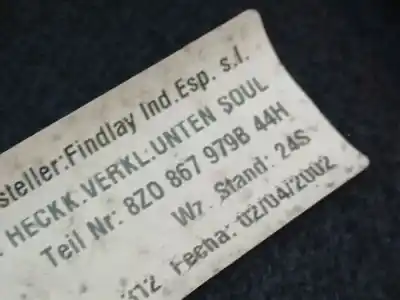 steller:Findlay Ind.Esp. s.l.
. HECKK.VERKL.UNTEN SOUL
Teil Nr: 8Z0 867 979B 44H
Wz. Stand: 24S
312 Fecha: 02/04/2002